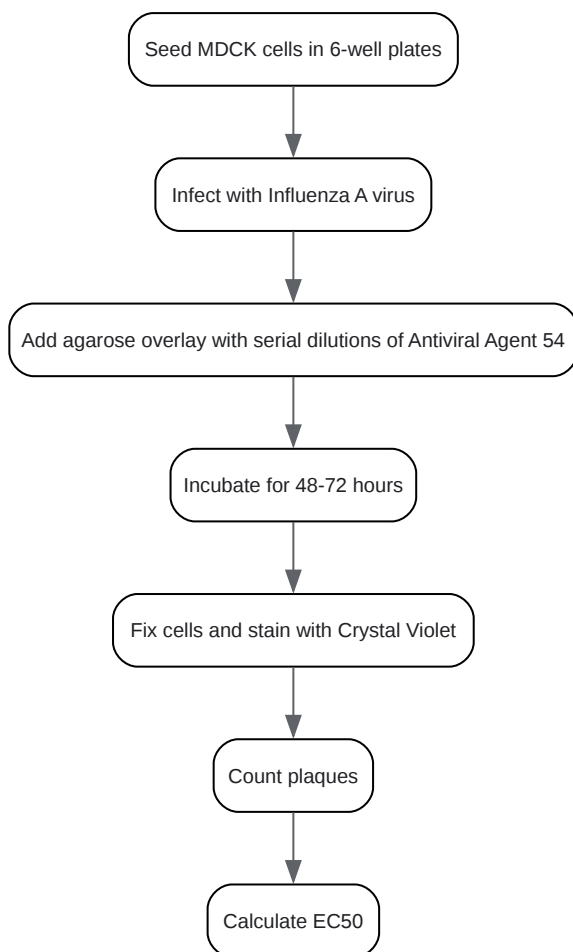 Seed MDCK cells in 6-well plates
Infect with Influenza A virus
Add agarose overlay with serial dilutions of Antiviral Agent 54
Incubate for 48-72 hours
Fix cells and stain with Crystal Violet
Count plaques
Calculate EC50